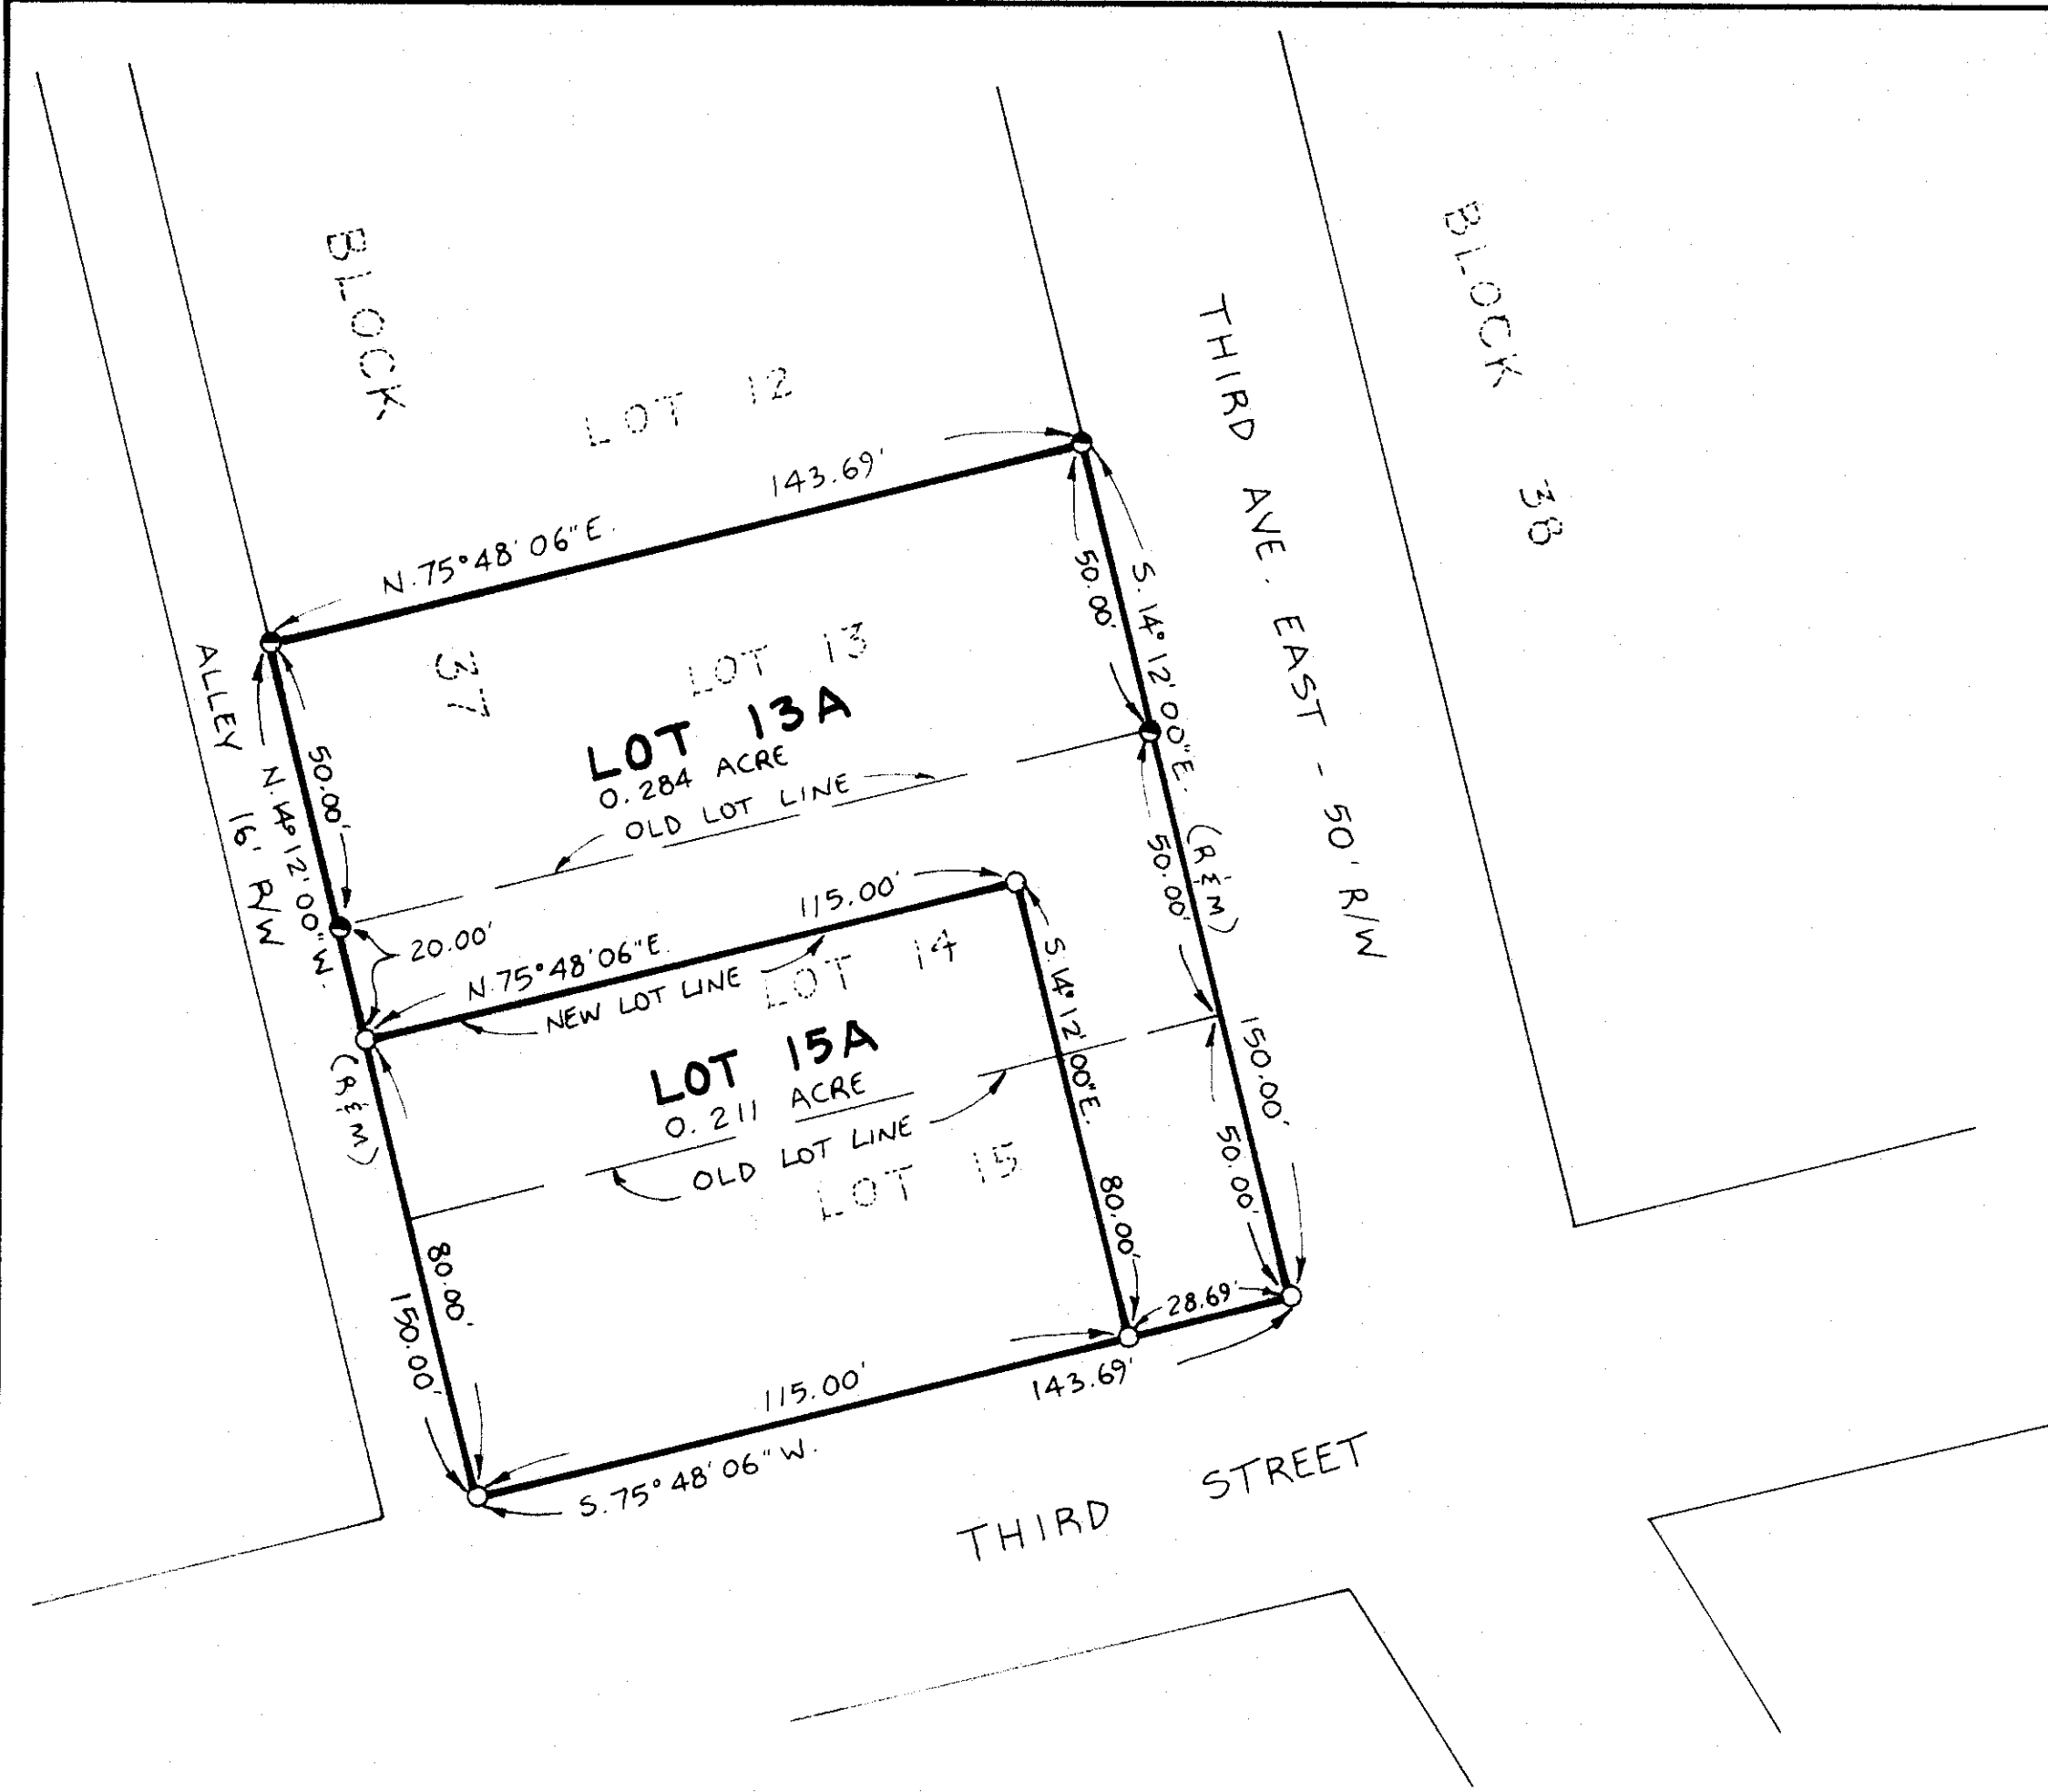 BLOCK
37
LOT 12
143.69'
N.75°48'06"E.
THIRD AVE. EAST - 50' R/W
BLOCK 38
50.00'
S.14°12'00"E. (R&M)
ALLEY 16' R/W
50.00'
N.14°12'00"W. (R&M)
LOT 13
LOT 13A
0.284 ACRE
OLD LOT LINE
50.00'
20.00'
115.00'
N.75°48'06"E.
NEW LOT LINE
LOT 14
S.14°12'00"E.
LOT 15A
0.211 ACRE
OLD LOT LINE
LOT 15
150.00'
50.00'
80.00'
80.00'
150.00'
28.69'
115.00'
143.69'
S.75°48'06"W.
THIRD STREET